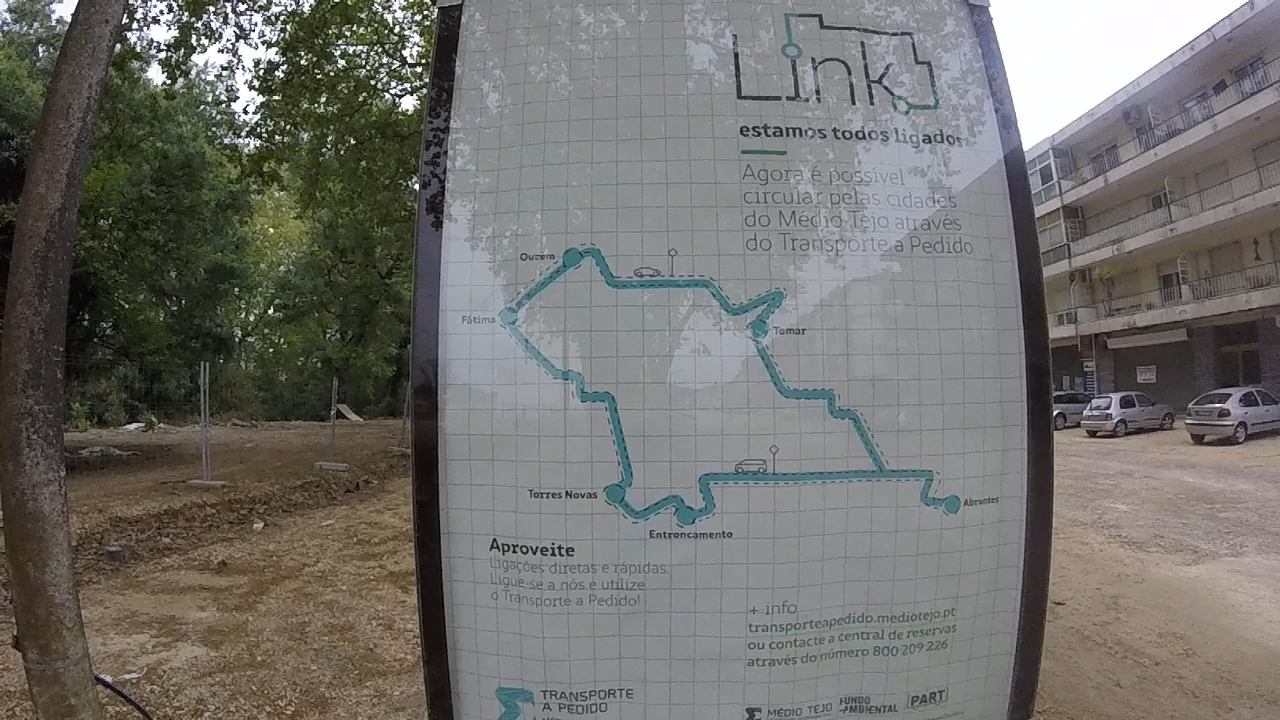 Link
estamos todos ligados
Agora é possível
circular pelas cidades
do Médio Tejo através
do Transporte a Pedido
Ourém
Fátima
Tomar
Torres Novas
Abrantes
Entroncamento
Aproveite
Ligações diretas e rápidas.
Ligue-se a nós e utilize
o Transporte a Pedido!
+ info
transporteapedido.mediotejo.pt
ou contacte a central de reservas
através do número 800 209 226
TRANSPORTE
A PEDIDO
MÉDIO TEJO
FUNDO
AMBIENTAL
PART